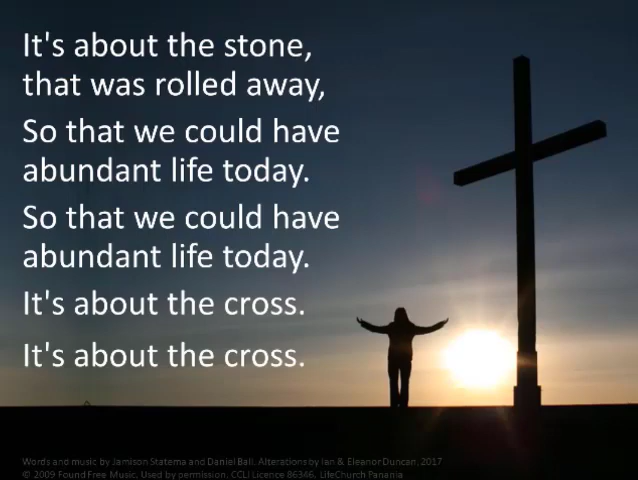 It's about the stone,
that was rolled away,
So that we could have
abundant life today.
So that we could have
abundant life today.
It's about the cross.
It's about the cross.
Words and music by Jamison Statema and Daniel Ball. Alterations by Ian & Eleanor Duncan, 2017
© 2009 Found Free Music. Used by permission. CCLI Licence 86346, LifeChurch Panania